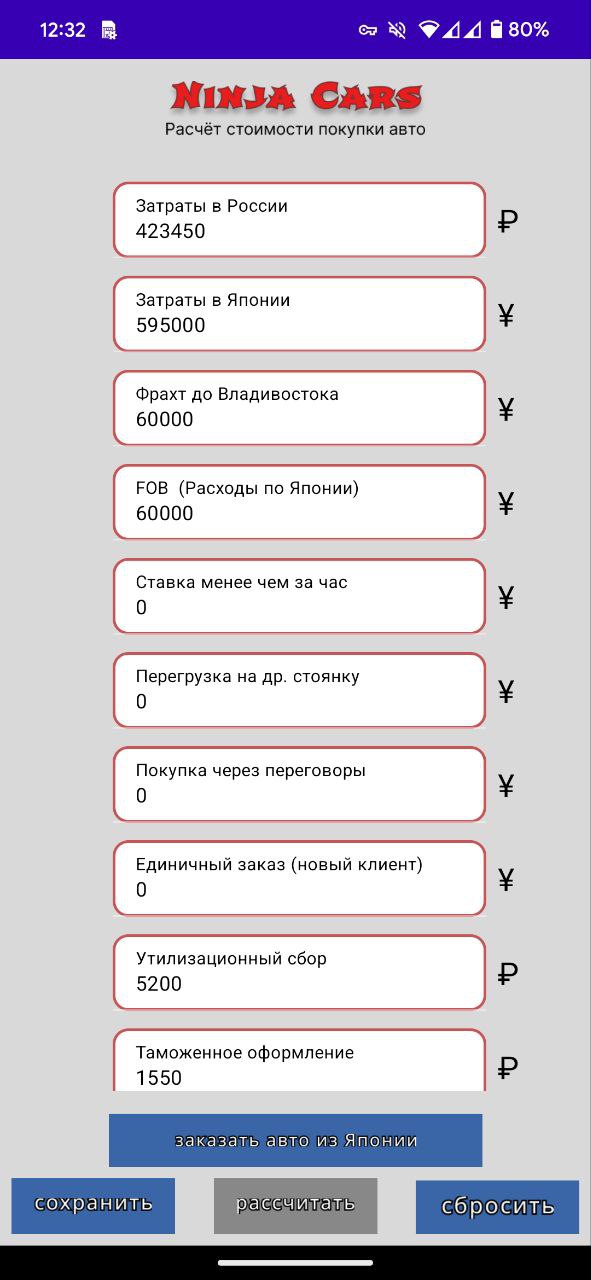 12:32 80%
Ninja Cars
Расчёт стоимости покупки авто
Затраты в России
423450 ₽
Затраты в Японии
595000 ¥
Фрахт до Владивостока
60000 ¥
FOB (Расходы по Японии)
60000 ¥
Ставка менее чем за час
0 ¥
Перегрузка на др. стоянку
0 ¥
Покупка через переговоры
0 ¥
Единичный заказ (новый клиент)
0 ¥
Утилизационный сбор
5200 ₽
Таможенное оформление
1550 ₽
заказать авто из Японии
сохранить рассчитать сбросить